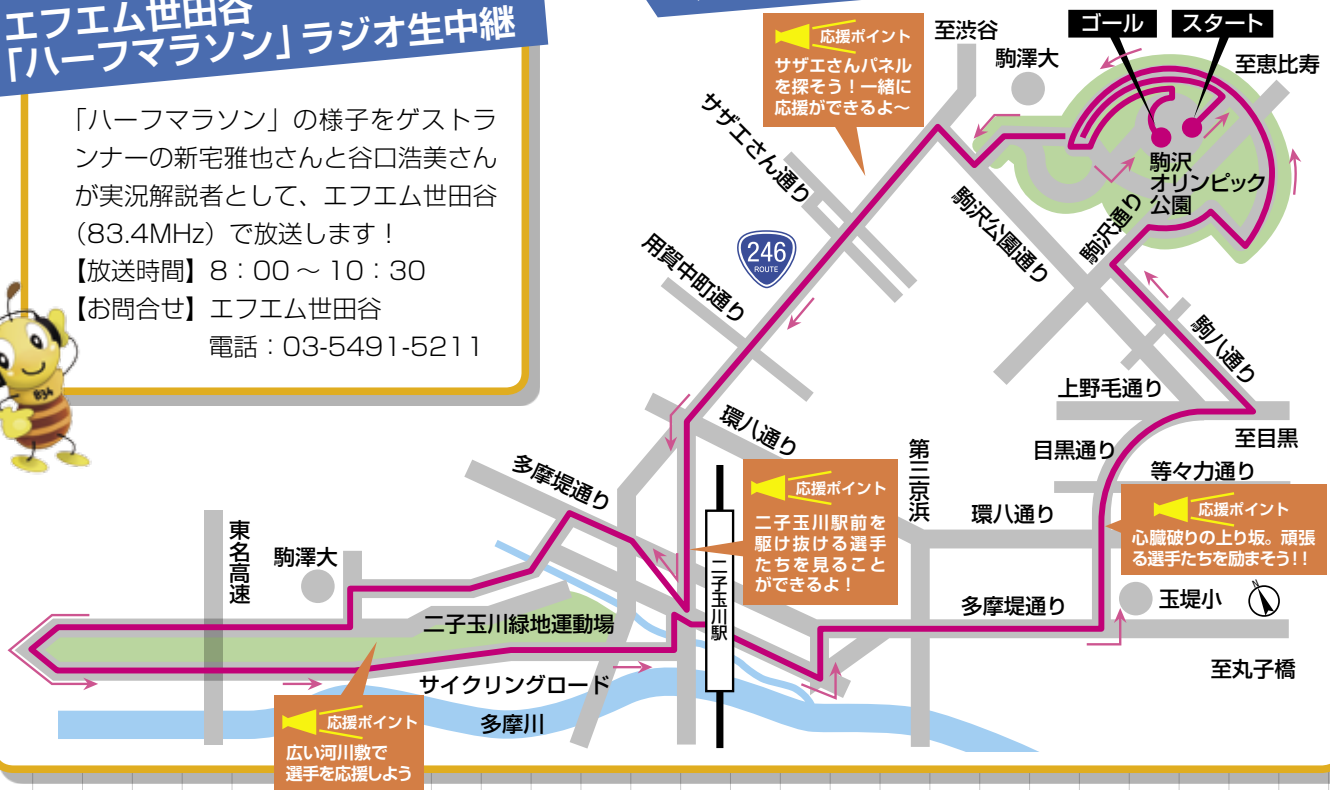 エフエム世田谷
「ハーフマラソン」ラジオ生中継
「ハーフマラソン」の様子をゲストラ
ンナーの新宅雅也さんと谷口浩美さん
が実況解説者として、エフエム世田谷
（83.4MHz）で放送します！
【放送時間】8：00～10：30
【お問合せ】エフエム世田谷
電話：03-5491-5211
834
応援ポイント
サザエさんパネル
を探そう！一緒に
応援ができるよ～
至渋谷
駒澤大
ゴール
スタート
至恵比寿
駒沢
オリンピック
公園
サザエさん通り
駒沢公園通り
駒沢通り
246
ROUTE
用賀中町通り
駒八通り
上野毛通り
至目黒
目黒通り
等々力通り
環八通り
第三京浜
環八通り
応援ポイント
心臓破りの上り坂。頑張
る選手たちを励まそう!!
多摩堤通り
応援ポイント
二子玉川駅前を
駆け抜ける選手
たちを見ること
ができるよ！
二子玉川駅
東名高速
駒澤大
多摩堤通り
玉堤小
二子玉川緑地運動場
至丸子橋
サイクリングロード
多摩川
応援ポイント
広い河川敷で
選手を応援しよう